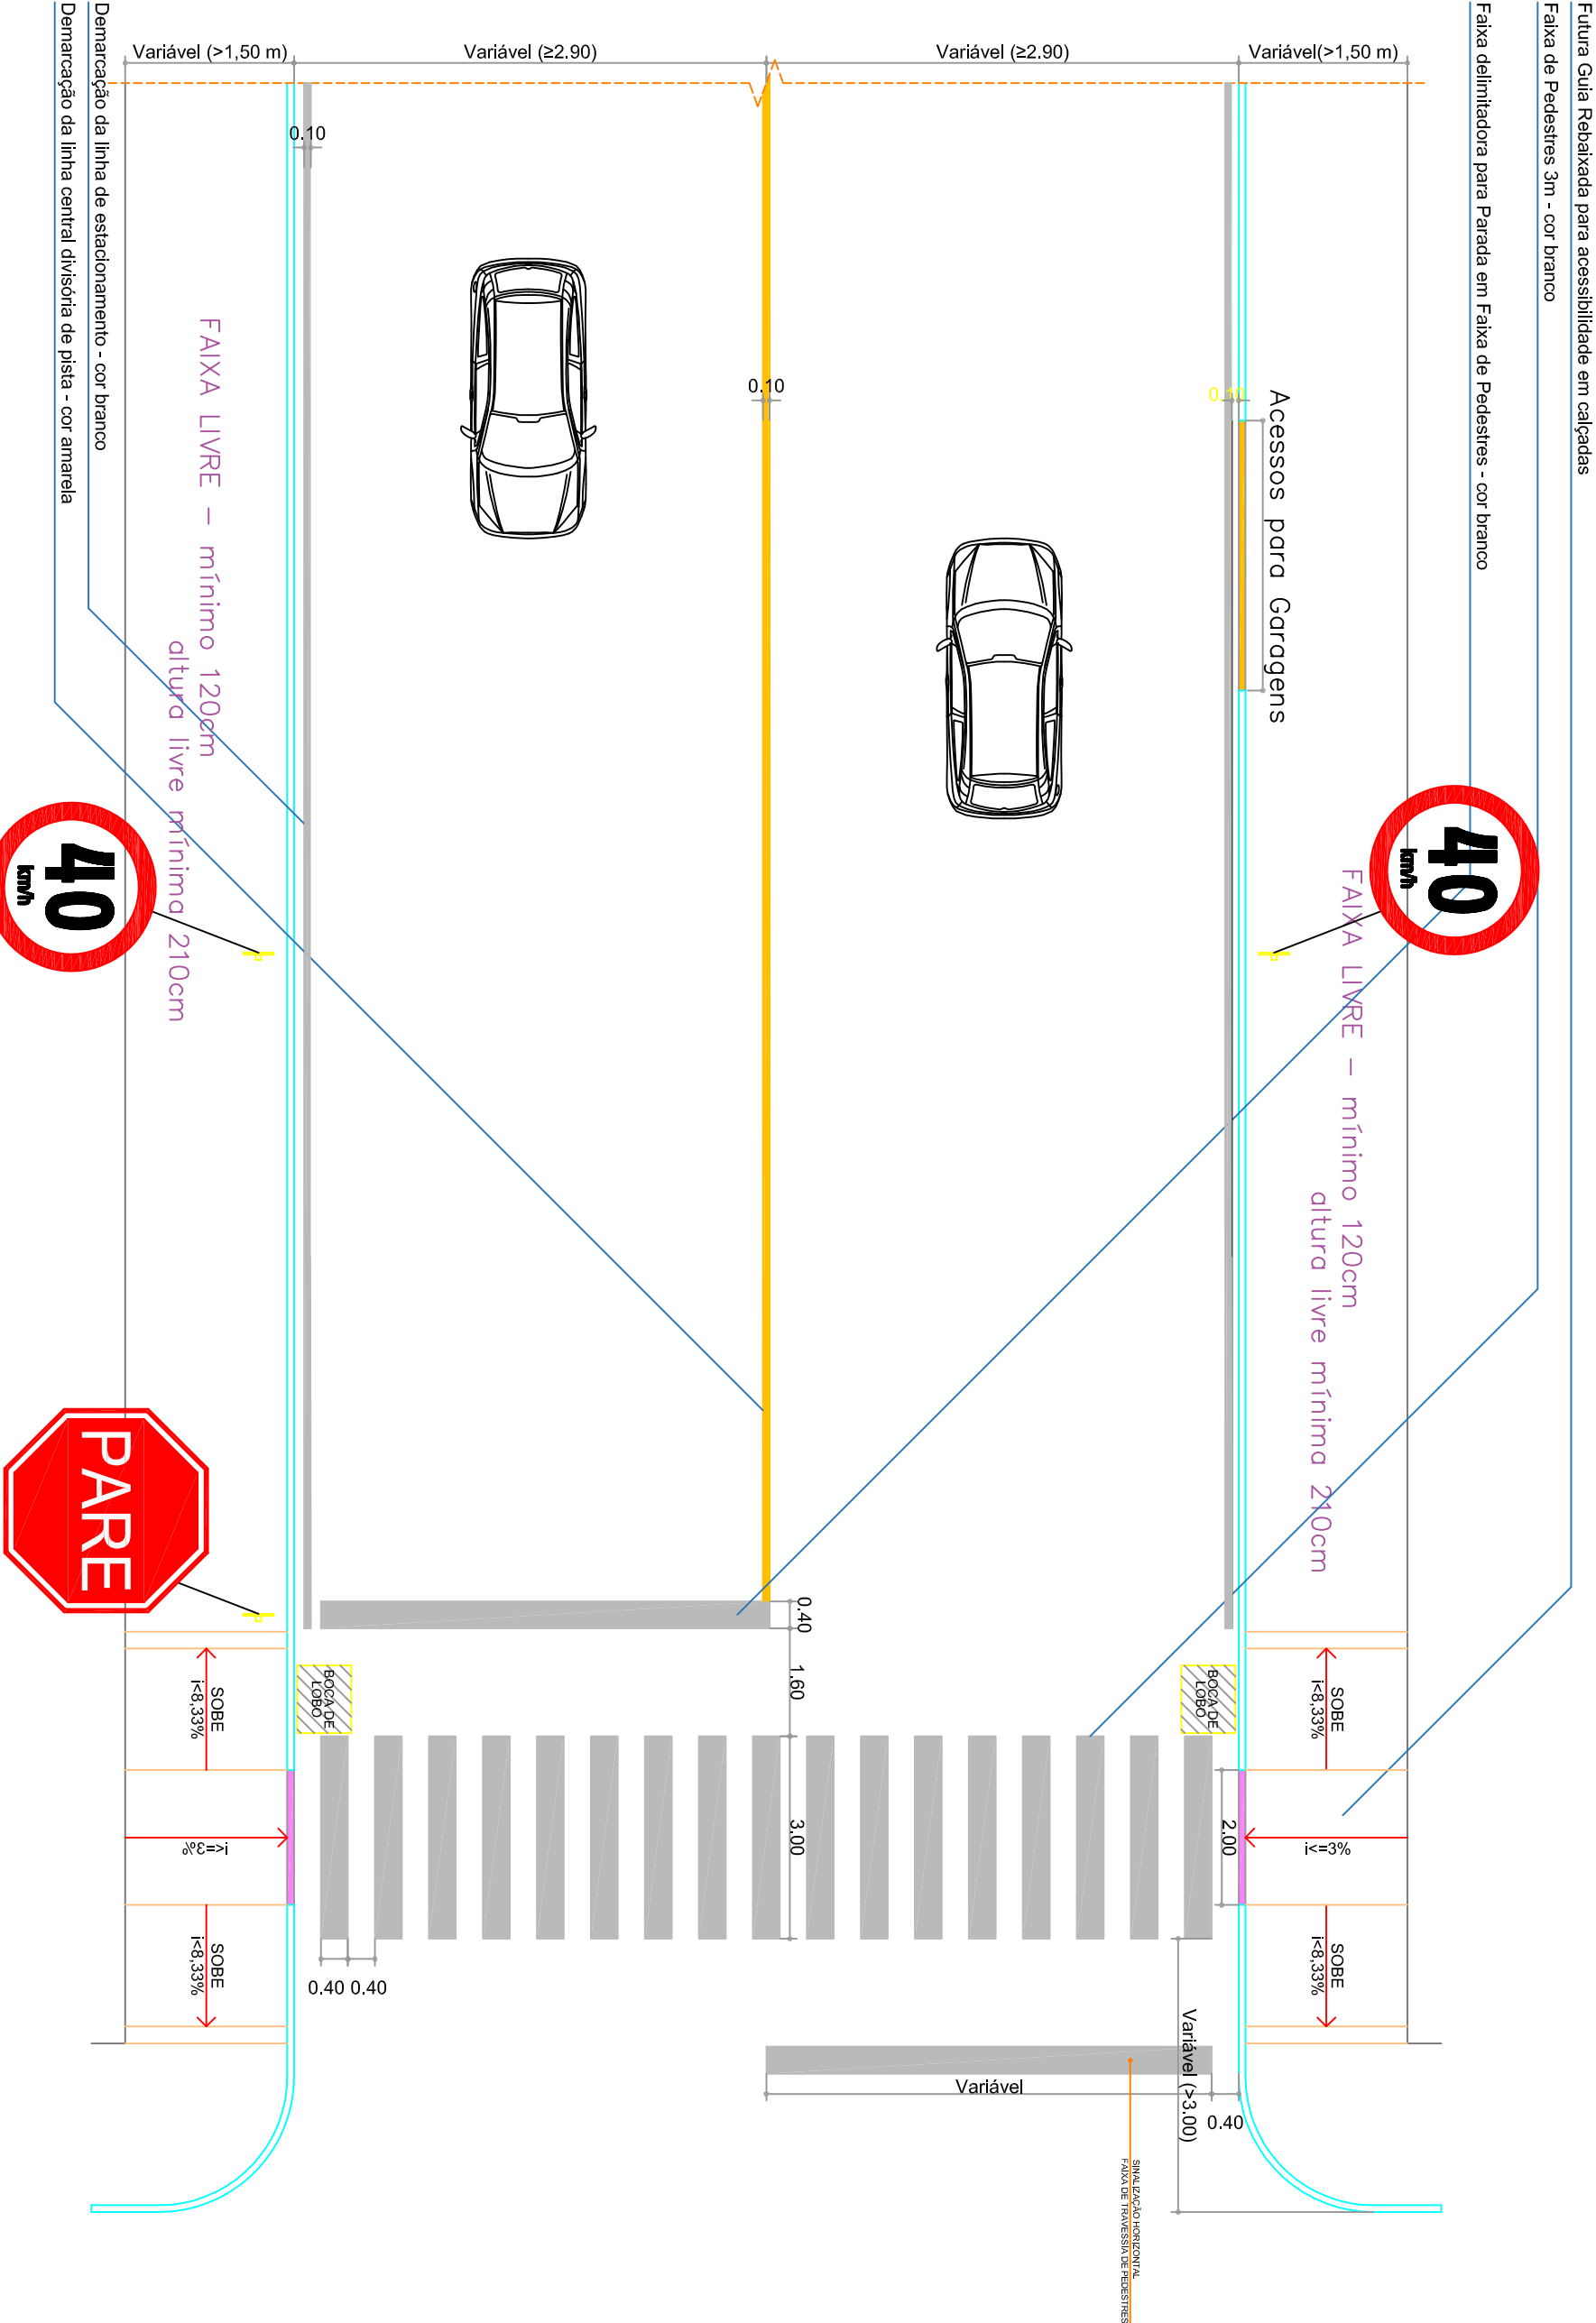 Futura Guia Rebaixada para acessibilidade em calçadas
Faixa de Pedestres 3m - cor branco
Faixa delimitadora para Parada em Faixa de Pedestres - cor branco
Demarcação da linha de estacionamento - cor branco
Demarcação da linha central divisória de pista - cor amarela
Variável (>1,50 m)
Variável (≥2.90)
Variável (≥2.90)
Variável(>1,50 m)
0.10
0.10
0.10
Acessos para Garagens
FAIXA LIVRE - mínimo 120cm
altura livre mínima 210cm
FAIXA LIVRE - mínimo 120cm
altura livre mínima 210cm
40
km/h
40
km/h
PARE
0.40
1,60
3.00
2.00
BOCA DE
LOBO
BOCA DE
LOBO
SOBE
i<8,33%
SOBE
i<8,33%
i<=3%
i<=3%
SOBE
i<8,33%
SOBE
i<8,33%
0.40
0.40
Variável
0.40
Variável (>3.00)
SINALIZAÇÃO HORIZONTAL
FAIXA DE TRAVESSIA DE PEDESTRES